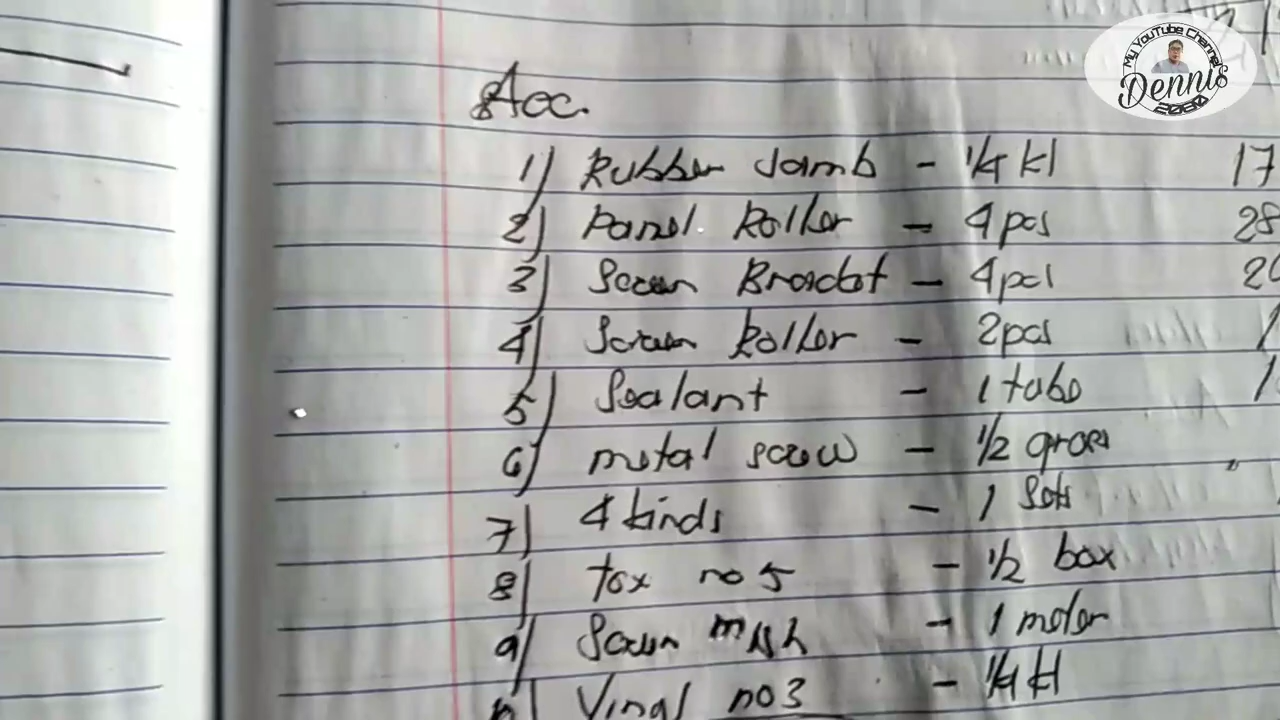 My YouTube Channel
Dennis
2020
Acc.
1) Rubber Jamb - 1/4 kl 17
2) Panel Roller - 4 pcs 28
3) Screen Bracket - 4 pcs
4) Screen Roller - 2 pcs
5) Sealant - 1 tube
6) metal screw - 1/2 gross
7) 4 kinds - 1 Sets
8) tox no 5 - 1/2 box
9) Screen mesh - 1 meter
Vinal no 3 - 1/4 kl